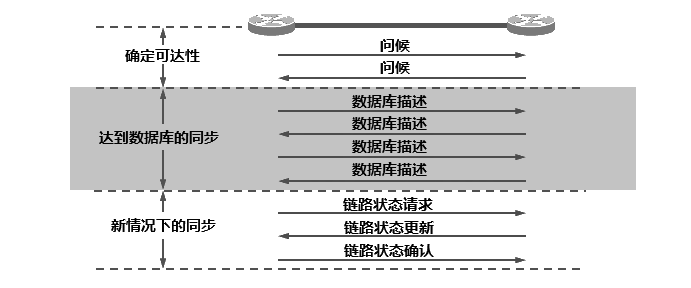 确定可达性
问候
问候
达到数据库的同步
数据库描述
数据库描述
数据库描述
数据库描述
新情况下的同步
链路状态请求
链路状态更新
链路状态确认